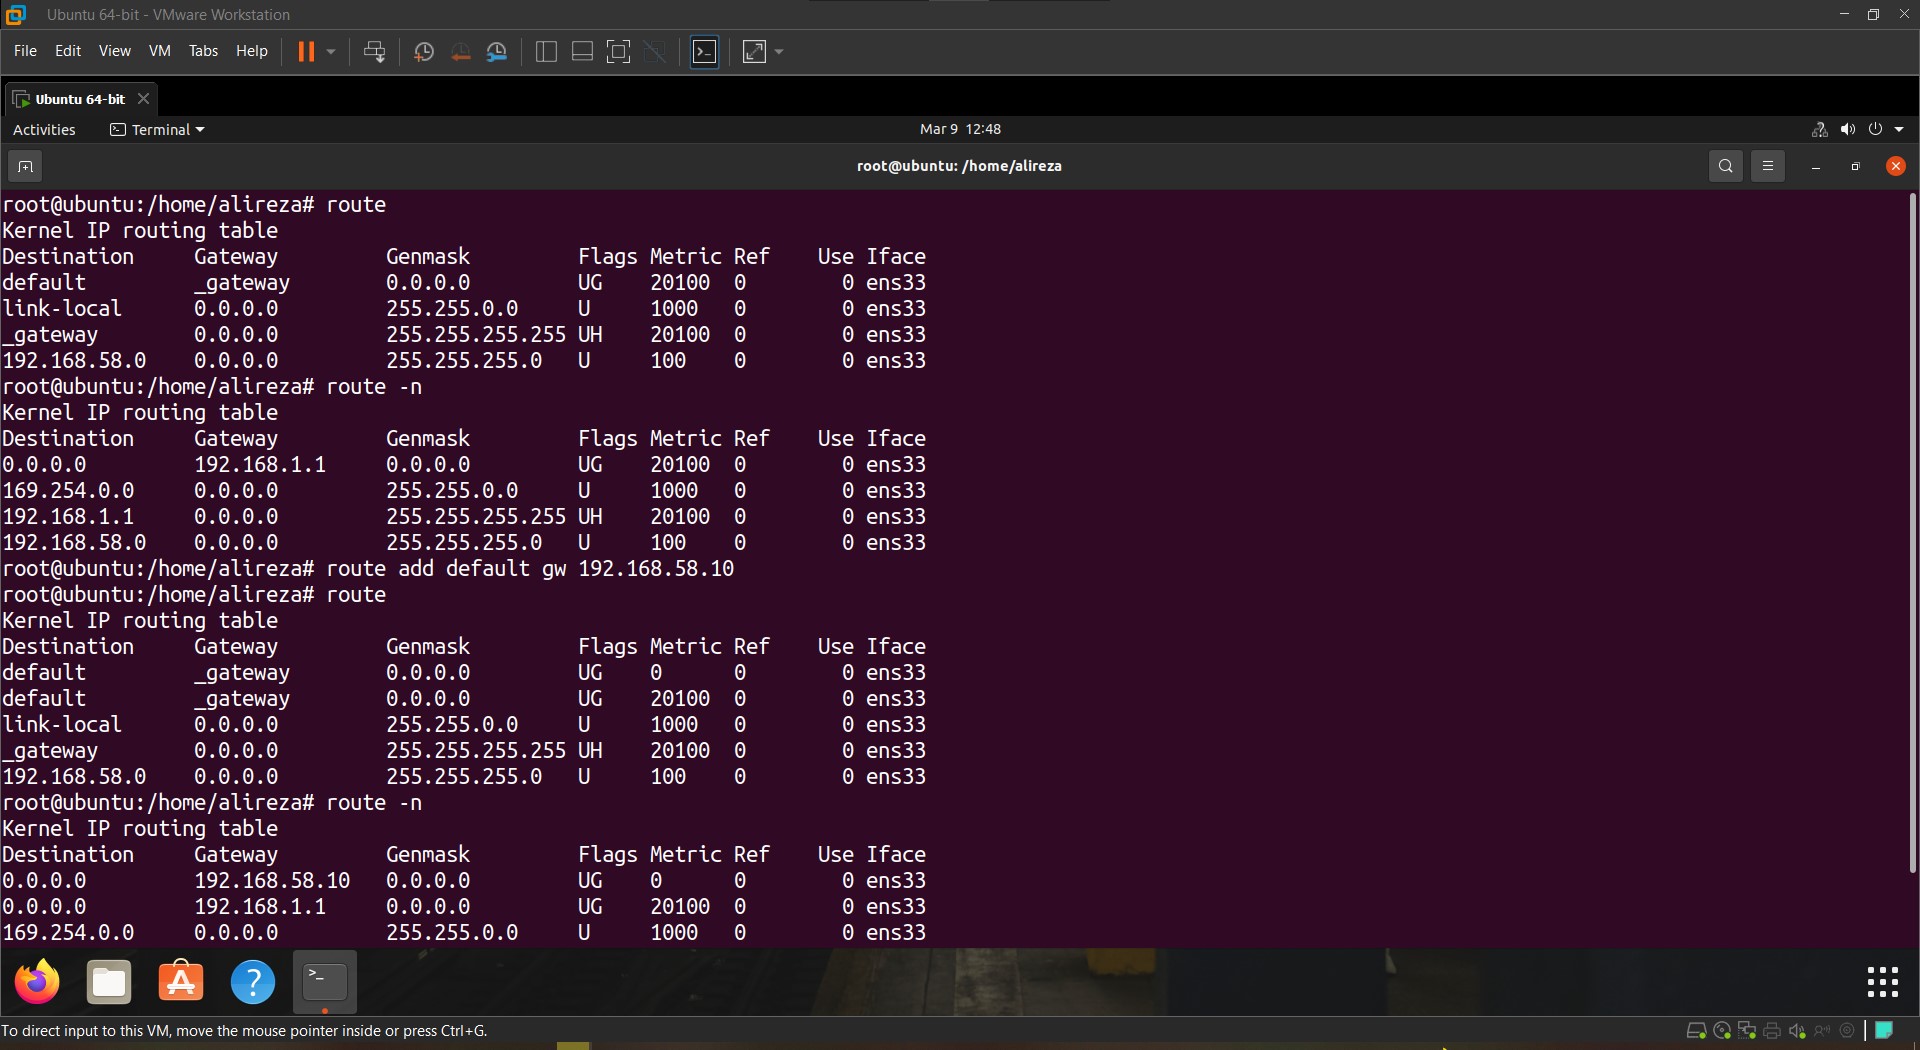 Ubuntu 64-bit - VMware Workstation
File Edit View VM Tabs Help
Ubuntu 64-bit
Activities Terminal Mar 9 12:48
root@ubuntu: /home/alireza
root@ubuntu:/home/alireza# route
Kernel IP routing table
Destination     Gateway         Genmask         Flags Metric Ref    Use Iface
default         _gateway        0.0.0.0         UG    20100  0        0 ens33
link-local      0.0.0.0         255.255.0.0     U     1000   0        0 ens33
_gateway        0.0.0.0         255.255.255.255 UH    20100  0        0 ens33
192.168.58.0    0.0.0.0         255.255.255.0   U     100    0        0 ens33
root@ubuntu:/home/alireza# route -n
Kernel IP routing table
Destination     Gateway         Genmask         Flags Metric Ref    Use Iface
0.0.0.0         192.168.1.1     0.0.0.0         UG    20100  0        0 ens33
169.254.0.0     0.0.0.0         255.255.0.0     U     1000   0        0 ens33
192.168.1.1     0.0.0.0         255.255.255.255 UH    20100  0        0 ens33
192.168.58.0    0.0.0.0         255.255.255.0   U     100    0        0 ens33
root@ubuntu:/home/alireza# route add default gw 192.168.58.10
root@ubuntu:/home/alireza# route
Kernel IP routing table
Destination     Gateway         Genmask         Flags Metric Ref    Use Iface
default         _gateway        0.0.0.0         UG    0      0        0 ens33
default         _gateway        0.0.0.0         UG    20100  0        0 ens33
link-local      0.0.0.0         255.255.0.0     U     1000   0        0 ens33
_gateway        0.0.0.0         255.255.255.255 UH    20100  0        0 ens33
192.168.58.0    0.0.0.0         255.255.255.0   U     100    0        0 ens33
root@ubuntu:/home/alireza# route -n
Kernel IP routing table
Destination     Gateway         Genmask         Flags Metric Ref    Use Iface
0.0.0.0         192.168.58.10   0.0.0.0         UG    0      0        0 ens33
0.0.0.0         192.168.1.1     0.0.0.0         UG    20100  0        0 ens33
169.254.0.0     0.0.0.0         255.255.0.0     U     1000   0        0 ens33
To direct input to this VM, move the mouse pointer inside or press Ctrl+G.